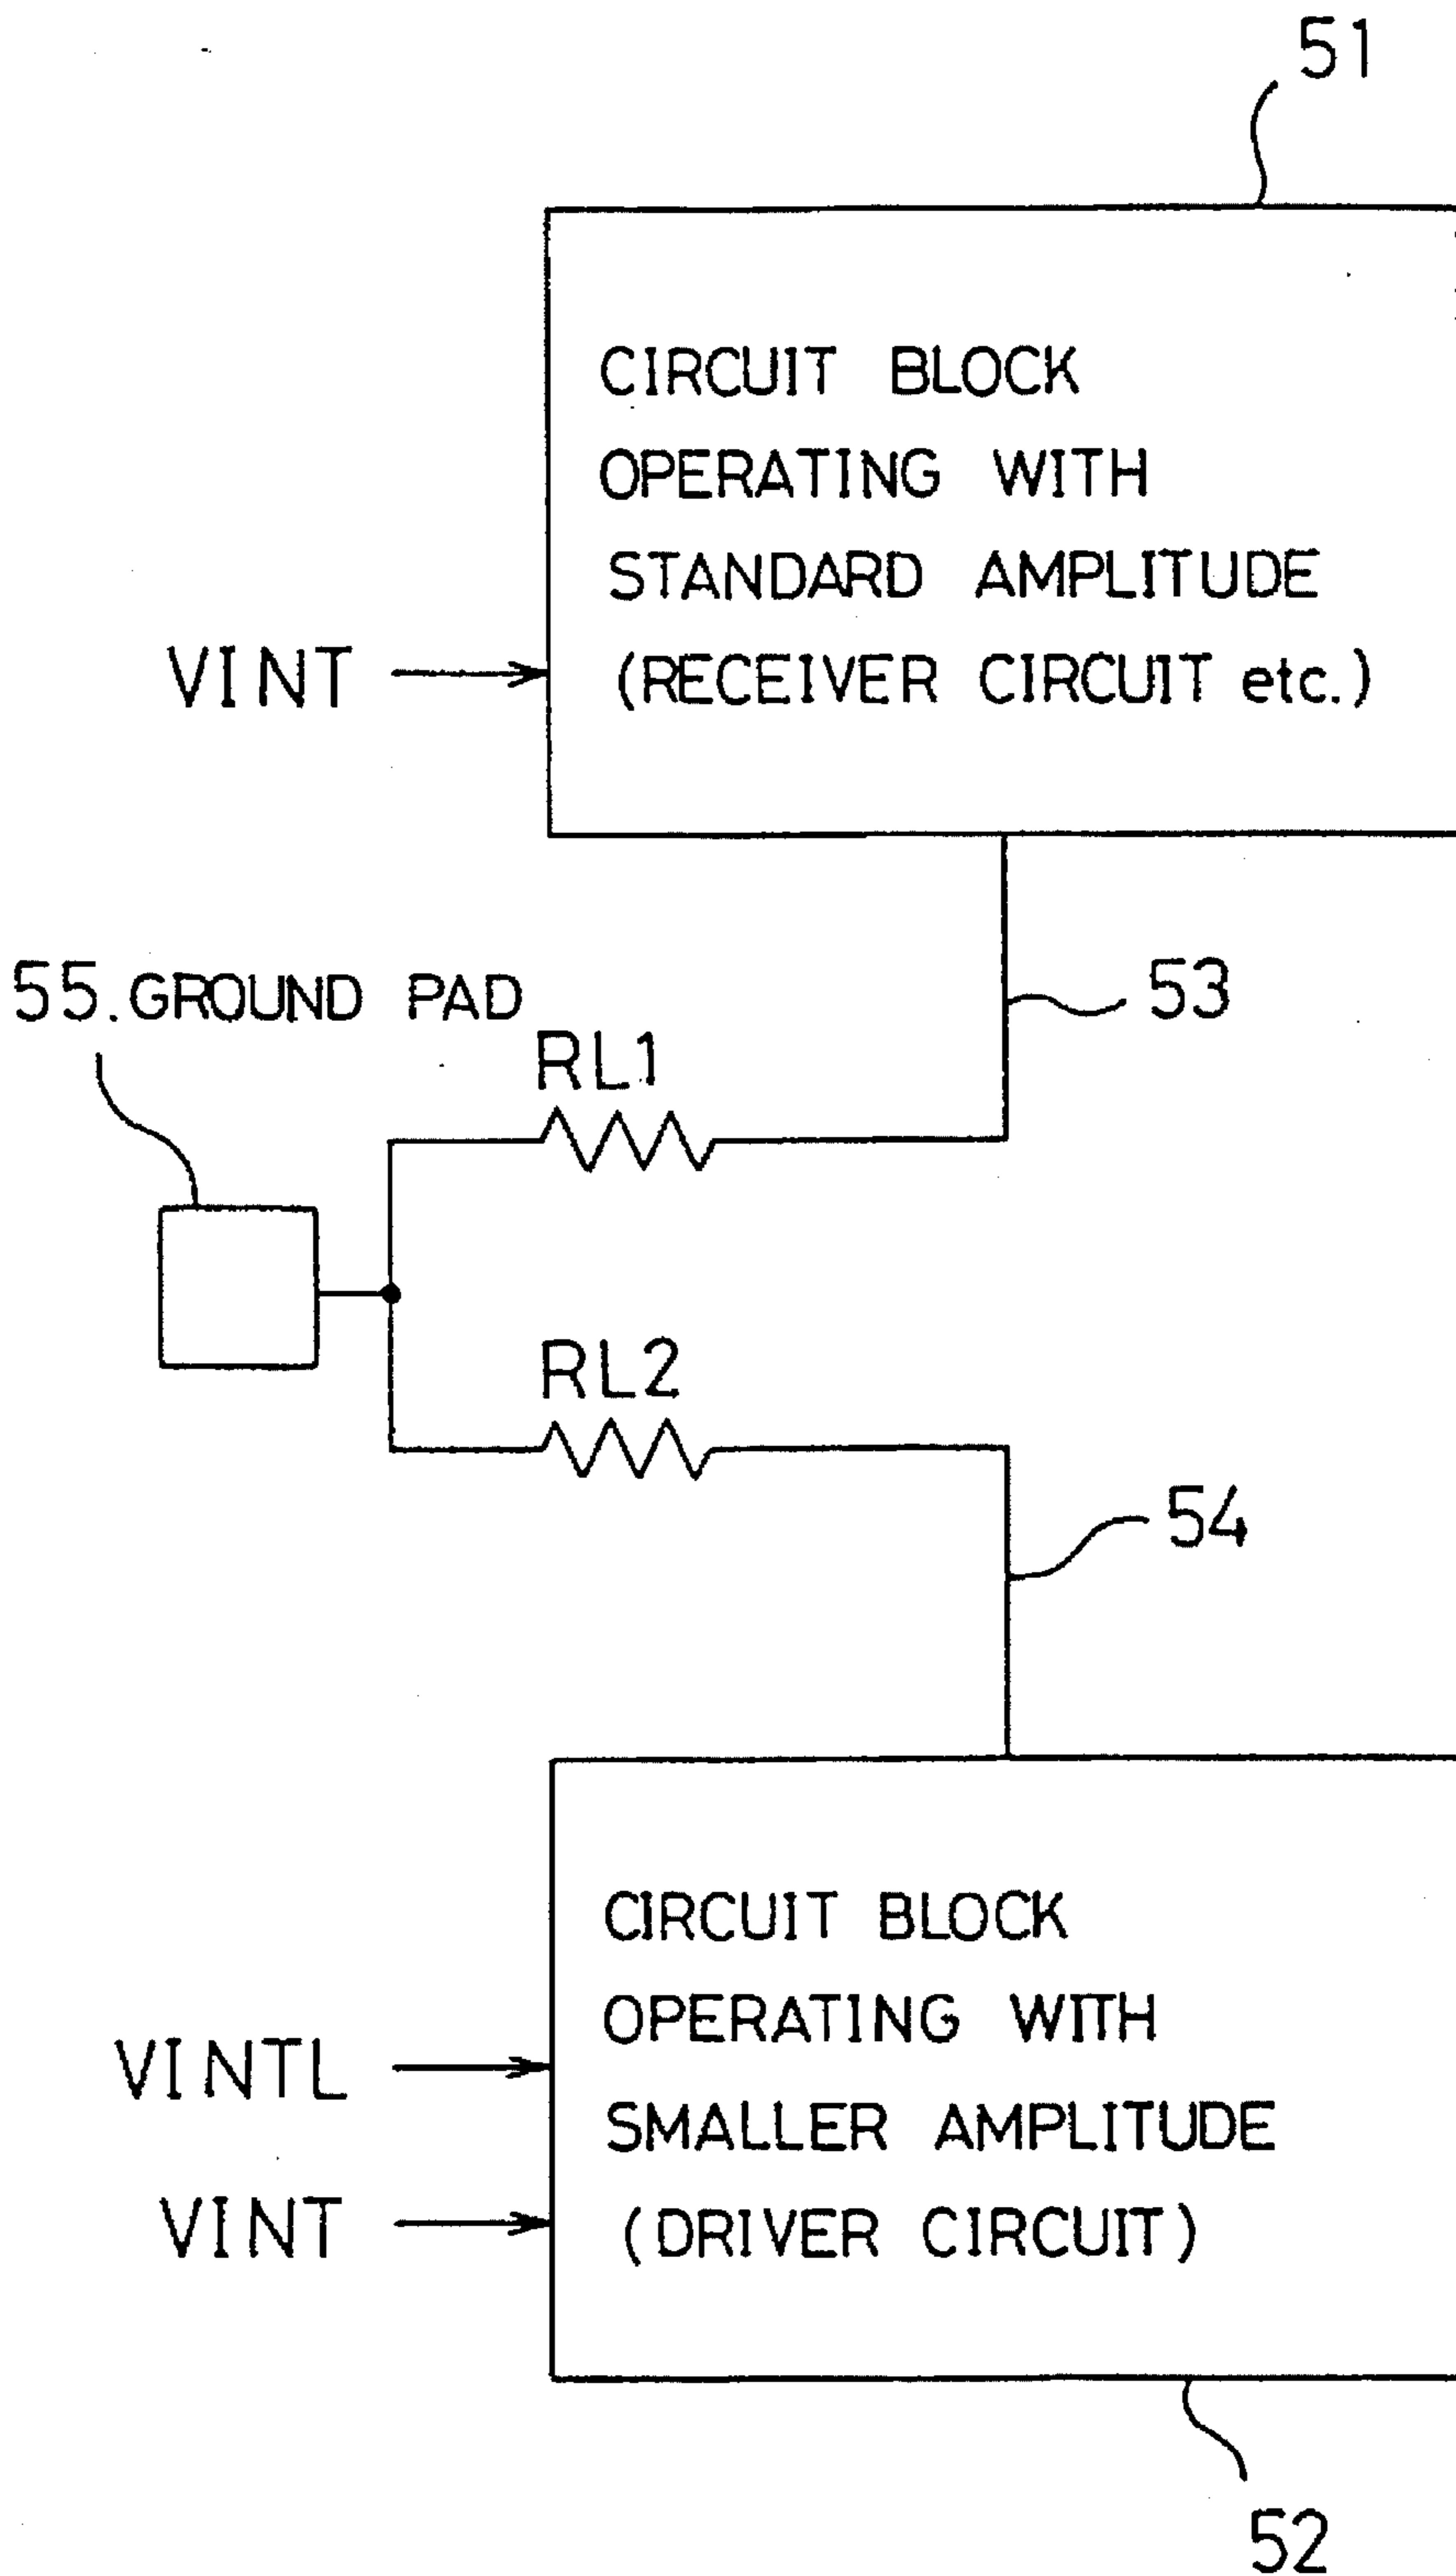 51
CIRCUIT BLOCK
OPERATING WITH
STANDARD AMPLITUDE
(RECEIVER CIRCUIT etc.)
VINT
53
55.GROUND PAD
RL1
RL2
54
CIRCUIT BLOCK
OPERATING WITH
SMALLER AMPLITUDE
(DRIVER CIRCUIT)
VINTL
VINT
52